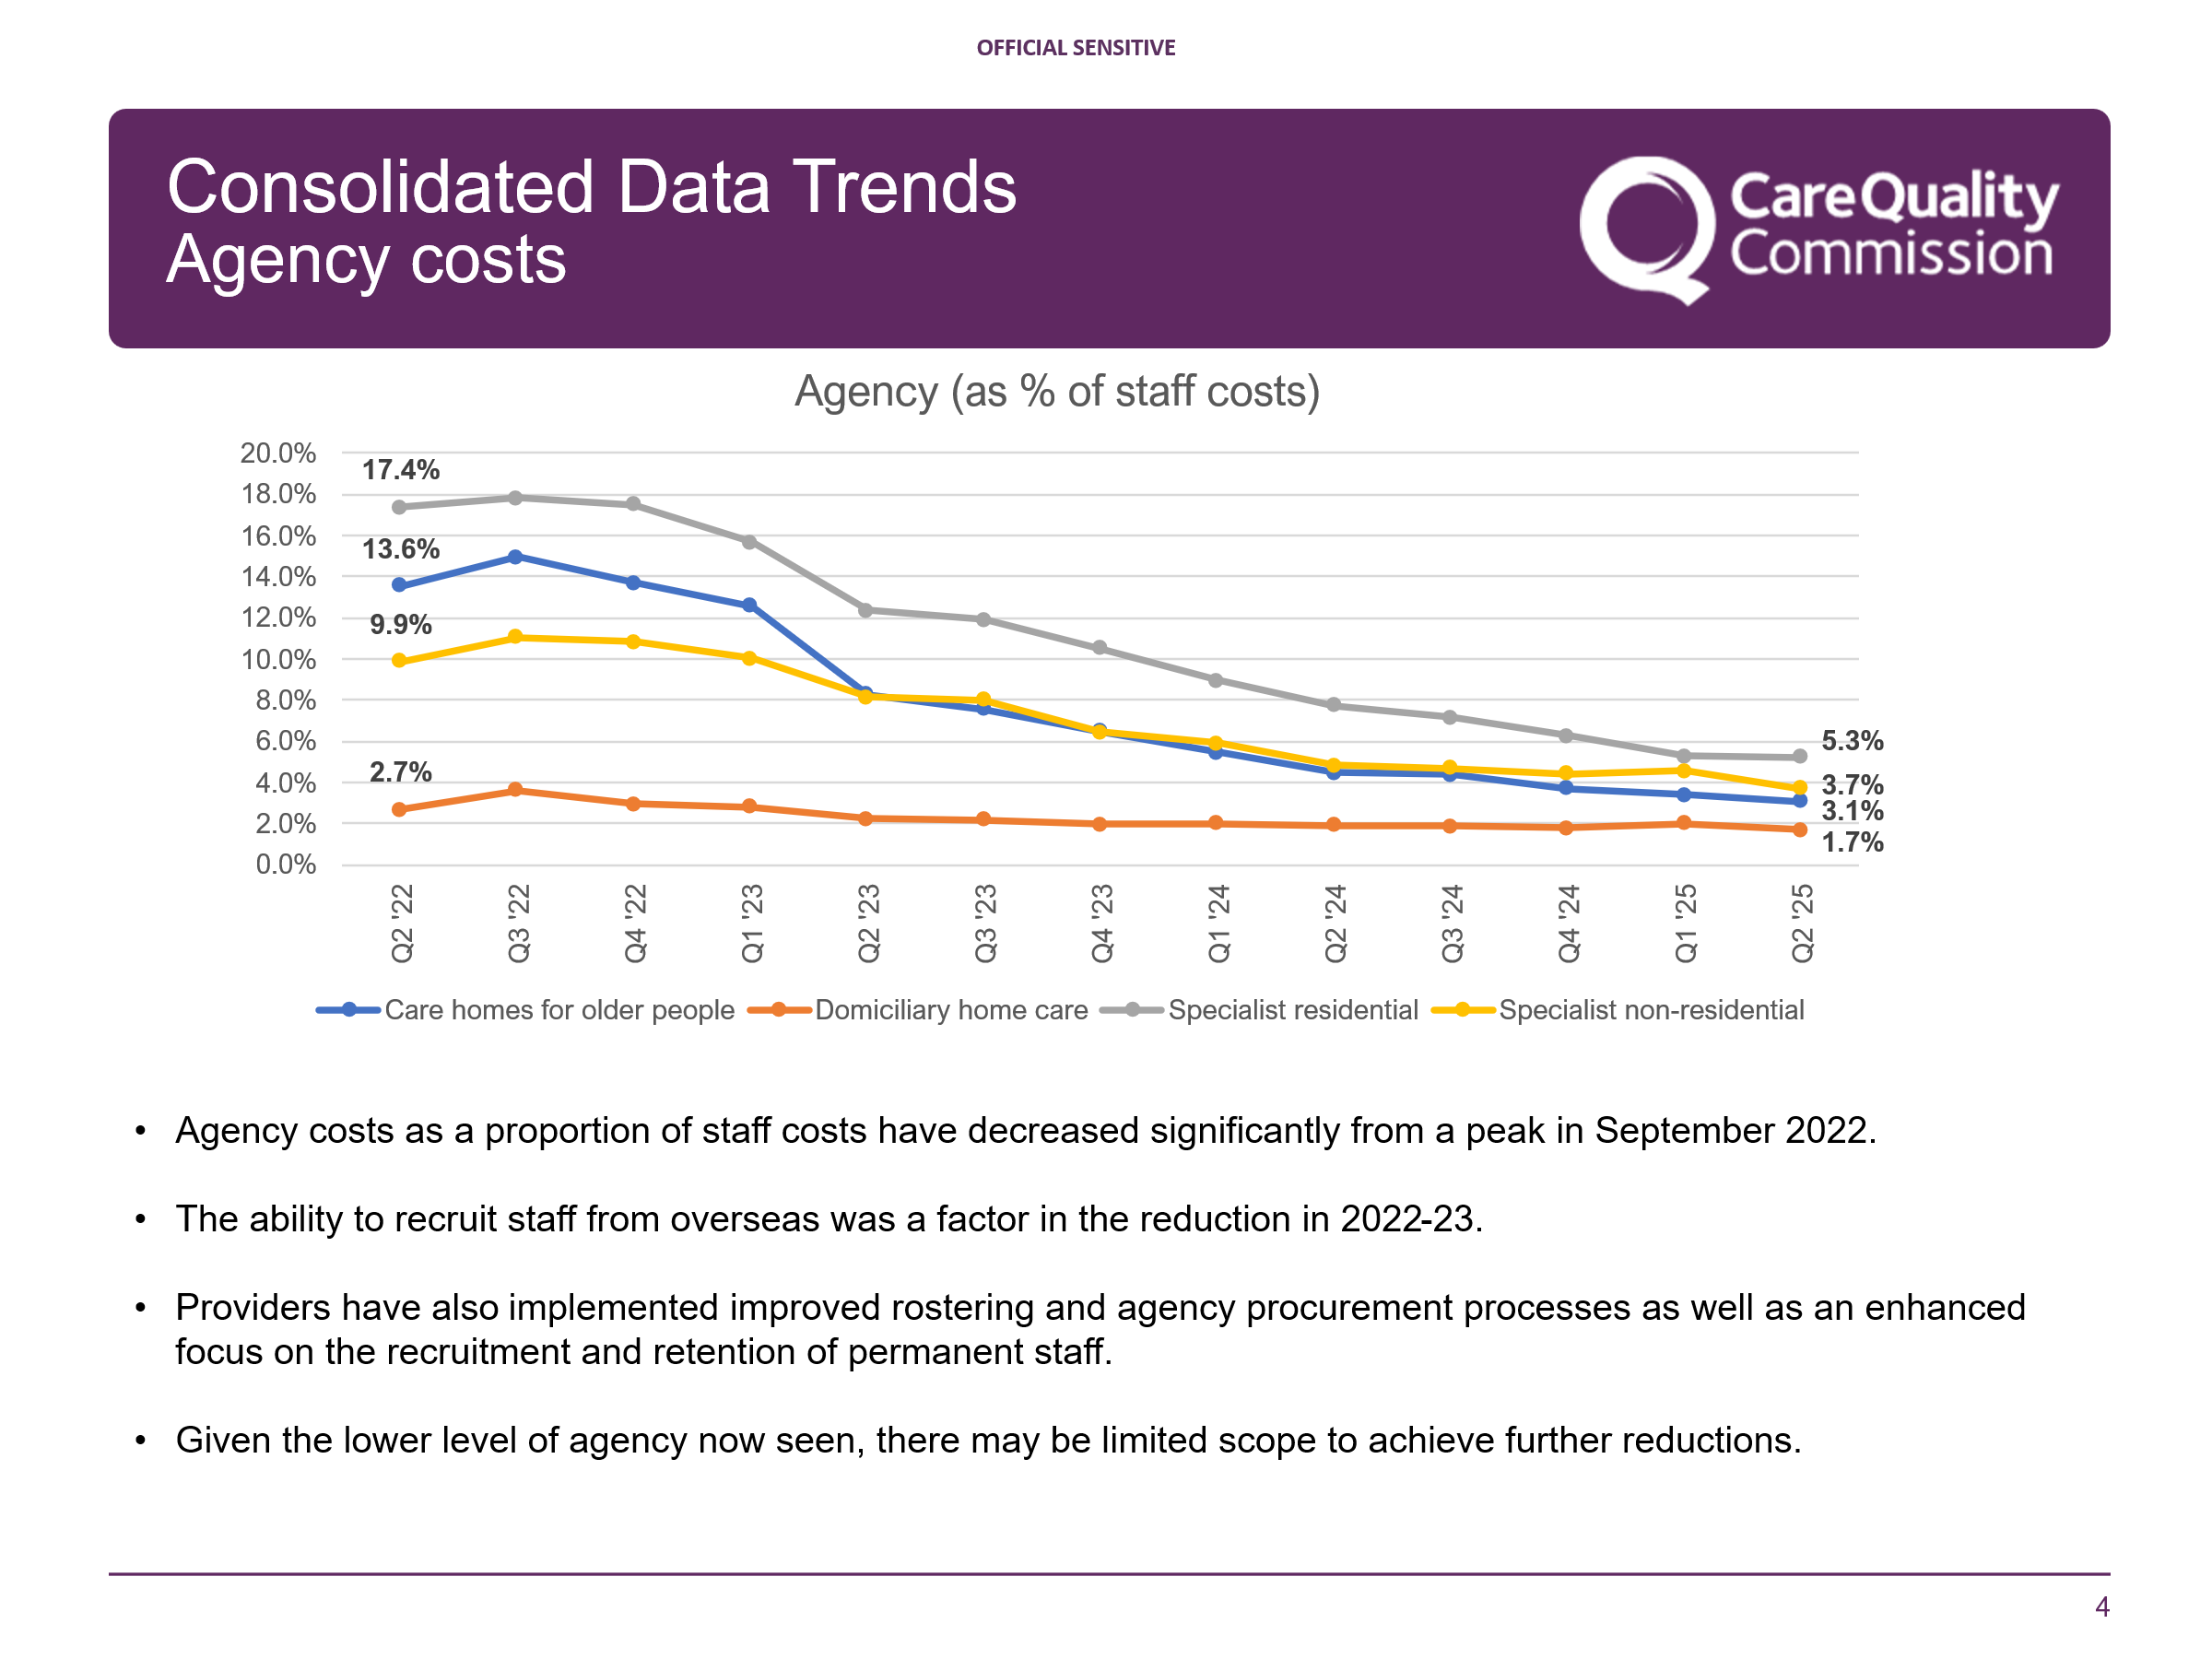 OFFICIAL SENSITIVE
Consolidated Data Trends
Agency costs
CareQuality
Commission
Agency (as % of staff costs)
20.0%
18.0%
16.0%
14.0%
12.0%
10.0%
8.0%
6.0%
4.0%
2.0%
0.0%
17.4%
13.6%
9.9%
2.7%
5.3%
3.7%
3.1%
1.7%
Q2 '22
Q3 '22
Q4 '22
Q1 '23
Q2 '23
Q3 '23
Q4 '23
Q1 '24
Q2 '24
Q3 '24
Q4 '24
Q1 '25
Q2 '25
Care homes for older people Domiciliary home care Specialist residential Specialist non-residential
• Agency costs as a proportion of staff costs have decreased significantly from a peak in September 2022.
• The ability to recruit staff from overseas was a factor in the reduction in 2022-23.
• Providers have also implemented improved rostering and agency procurement processes as well as an enhanced
focus on the recruitment and retention of permanent staff.
• Given the lower level of agency now seen, there may be limited scope to achieve further reductions.
4